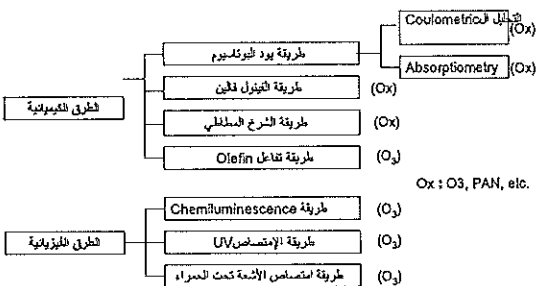 التحليل الـCoulometric (Ox)
طريقة يود البوتاسيوم
Absorptiometry (Ox)
طريقة الفينول فثالين (Ox)
الطرق الكيميائية
طريقة الشرخ المطاطي (Ox)
طريقة تفاعل Olefin (O₃)
Ox : O3, PAN, etc.
طريقة Chemiluminescence (O₃)
الطرق الفيزيائية
طريقة الإمتصاص UV (O₃)
طريقة امتصاص الأشعة تحت الحمراء (O₃)